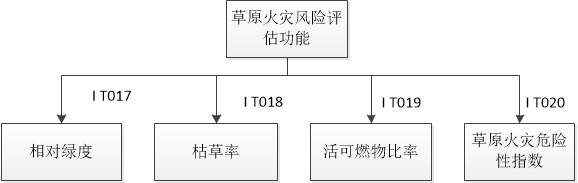 草原火灾风险评
估功能
I T017
I T018
I T019
I T020
相对绿度
枯草率
活可燃物比率
草原火灾危险
性指数